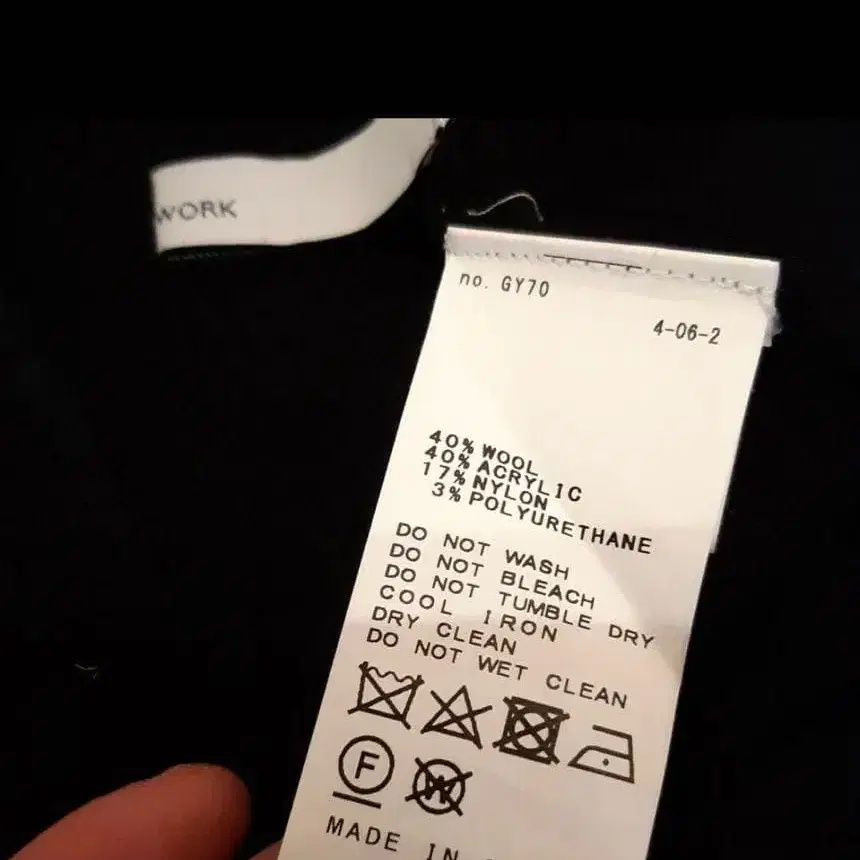 WORK
no. GY70
4-06-2
40% WOOL
40% ACRYLIC
17% NYLON
3% POLYURETHANE
DO NOT WASH
DO NOT BLEACH
DO NOT TUMBLE DRY
COOL IRON
DRY CLEAN
DO NOT WET CLEAN
F
W
MADE IN